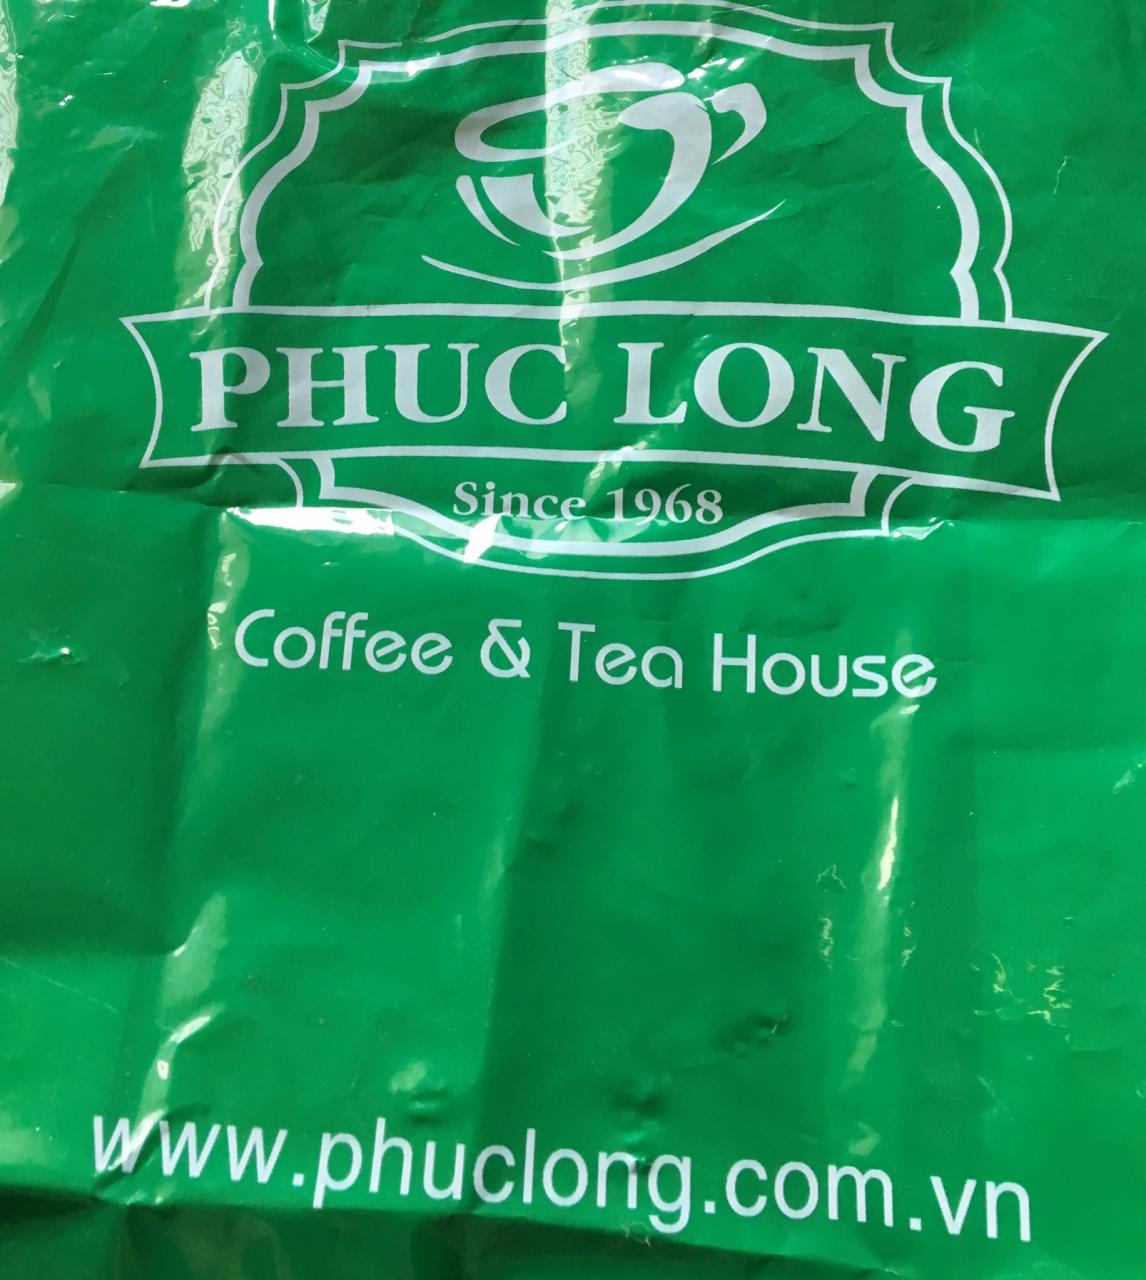 PHUC LONG
Since 1968
Coffee & Tea House
www.phuclong.com.vn